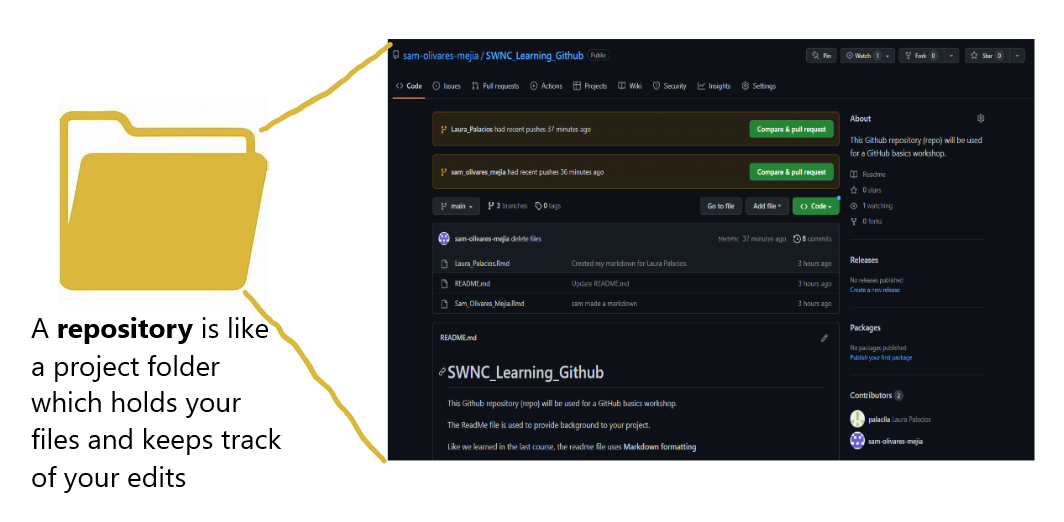 A repository is like
a project folder
which holds your
files and keeps track
of your edits
sam-olivares-mejia / SWNC_Learning_Github Public
Pin Watch 1 Fork 0 Star 0
Code Issues Pull requests Actions Projects Wiki Security Insights Settings
Laura_Palacios had recent pushes 37 minutes ago Compare & pull request
sam_olivares_mejia had recent pushes 36 minutes ago Compare & pull request
main 3 branches 0 tags Go to file Add file Code
sam-olivares-mejia delete files 37 minutes ago 8 commits
Laura_Palacios.Rmd Created my markdown for Laura Palacios. 3 hours ago
README.md Update README.md 3 hours ago
Sam_Olivares_Mejia.Rmd sam made a markdown 3 hours ago
README.md
SWNC_Learning_Github
This Github repository (repo) will be used for a GitHub basics workshop.
The ReadMe file is used to provide background to your project.
Like we learned in the last course, the readme file uses Markdown formatting
About
This Github repository (repo) will be used
for a GitHub basics workshop.
Readme
0 stars
1 watching
0 forks
Releases
No releases published
Create a new release
Packages
No packages published
Publish your first package
Contributors 2
palacila Laura Palacios
sam-olivares-mejia